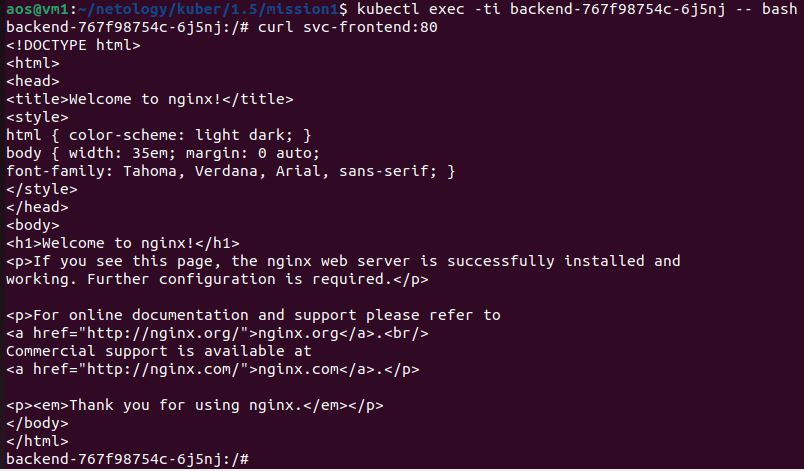 aos@vm1:~/netology/kuber/1.5/mission1$ kubectl exec -ti backend-767f98754c-6j5nj -- bash
backend-767f98754c-6j5nj:/# curl svc-frontend:80
<!DOCTYPE html>
<html>
<head>
<title>Welcome to nginx!</title>
<style>
html { color-scheme: light dark; }
body { width: 35em; margin: 0 auto;
font-family: Tahoma, Verdana, Arial, sans-serif; }
</style>
</head>
<body>
<h1>Welcome to nginx!</h1>
<p>If you see this page, the nginx web server is successfully installed and
working. Further configuration is required.</p>

<p>For online documentation and support please refer to
<a href="http://nginx.org/">nginx.org</a>.<br/>
Commercial support is available at
<a href="http://nginx.com/">nginx.com</a>.</p>

<p><em>Thank you for using nginx.</em></p>
</body>
</html>
backend-767f98754c-6j5nj:/#